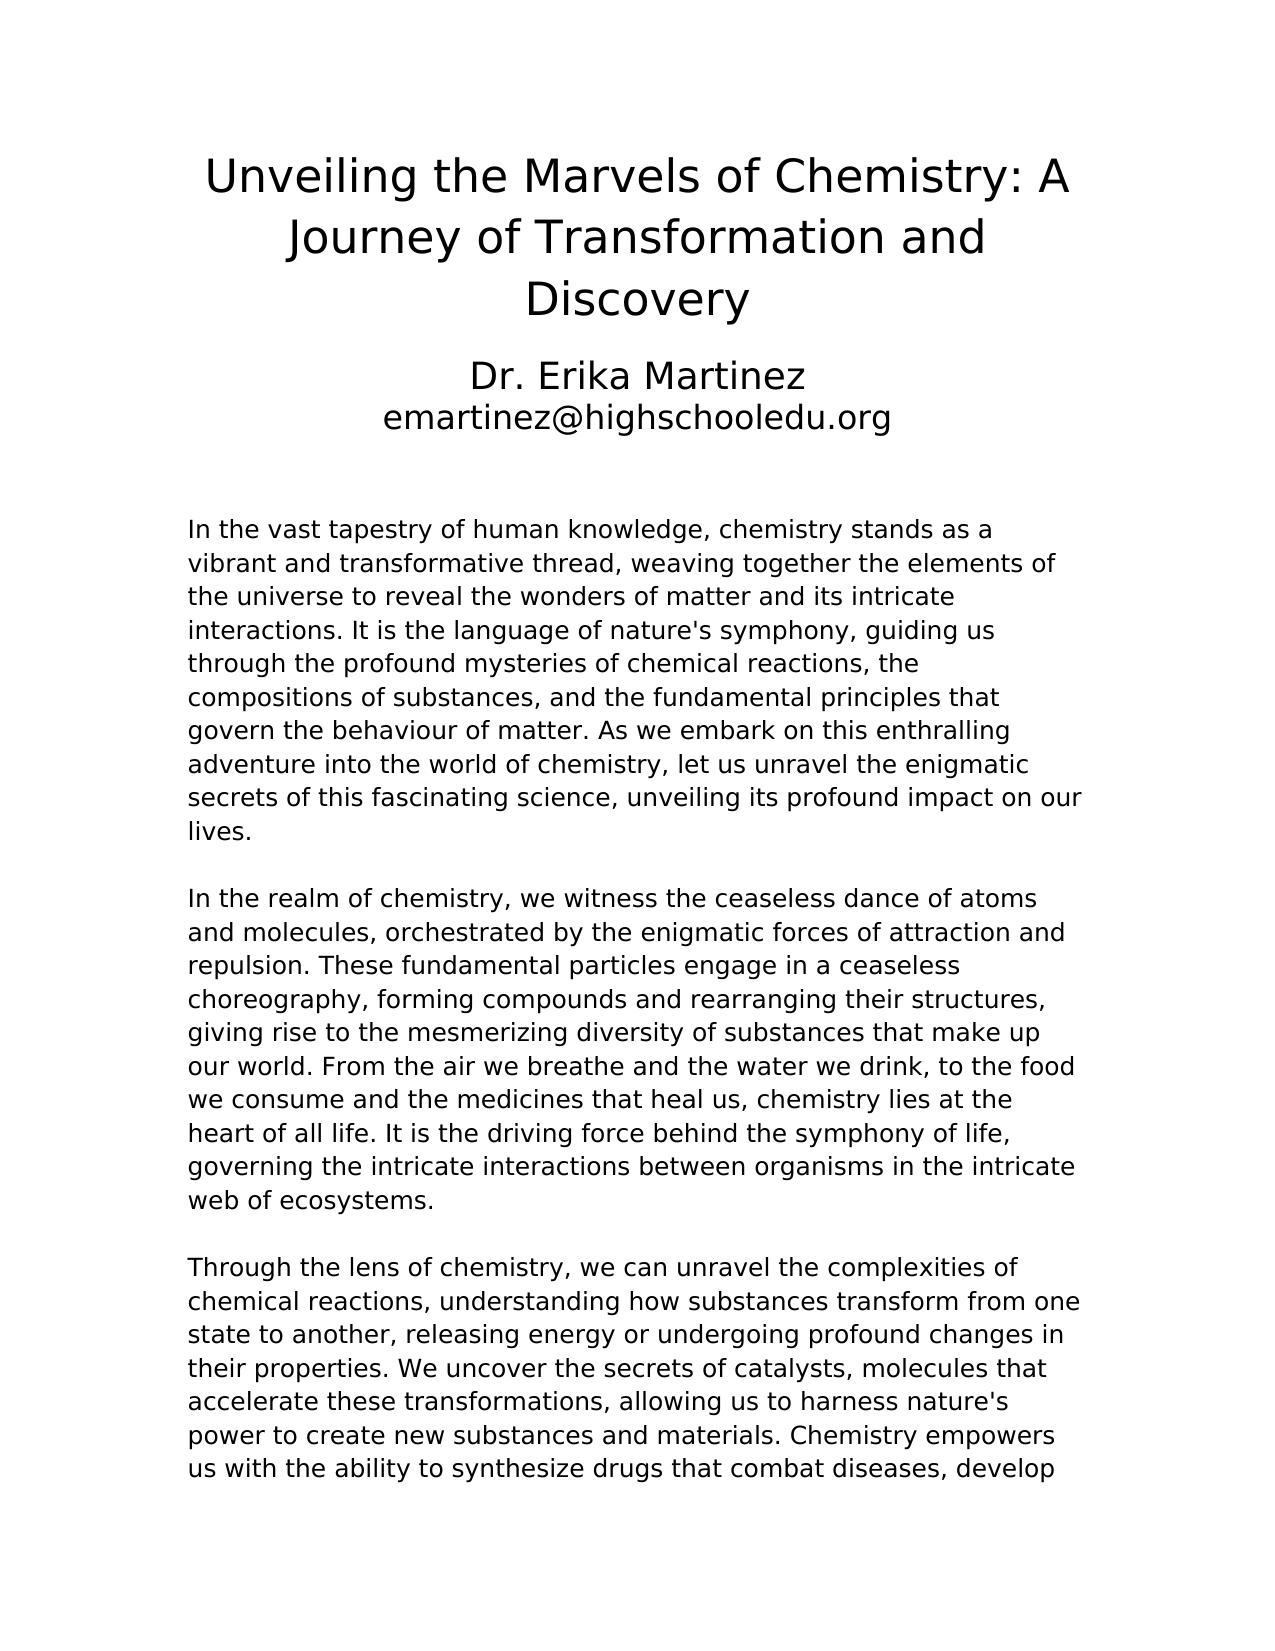 Unveiling the Marvels of Chemistry: A
Journey of Transformation and
Discovery
Dr. Erika Martinez
emartinez@highschooledu.org
In the vast tapestry of human knowledge, chemistry stands as a
vibrant and transformative thread, weaving together the elements of
the universe to reveal the wonders of matter and its intricate
interactions. It is the language of nature's symphony, guiding us
through the profound mysteries of chemical reactions, the
compositions of substances, and the fundamental principles that
govern the behaviour of matter. As we embark on this enthralling
adventure into the world of chemistry, let us unravel the enigmatic
secrets of this fascinating science, unveiling its profound impact on our
lives.
In the realm of chemistry, we witness the ceaseless dance of atoms
and molecules, orchestrated by the enigmatic forces of attraction and
repulsion. These fundamental particles engage in a ceaseless
choreography, forming compounds and rearranging their structures,
giving rise to the mesmerizing diversity of substances that make up
our world. From the air we breathe and the water we drink, to the food
we consume and the medicines that heal us, chemistry lies at the
heart of all life. It is the driving force behind the symphony of life,
governing the intricate interactions between organisms in the intricate
web of ecosystems.
Through the lens of chemistry, we can unravel the complexities of
chemical reactions, understanding how substances transform from one
state to another, releasing energy or undergoing profound changes in
their properties. We uncover the secrets of catalysts, molecules that
accelerate these transformations, allowing us to harness nature's
power to create new substances and materials. Chemistry empowers
us with the ability to synthesize drugs that combat diseases, develop